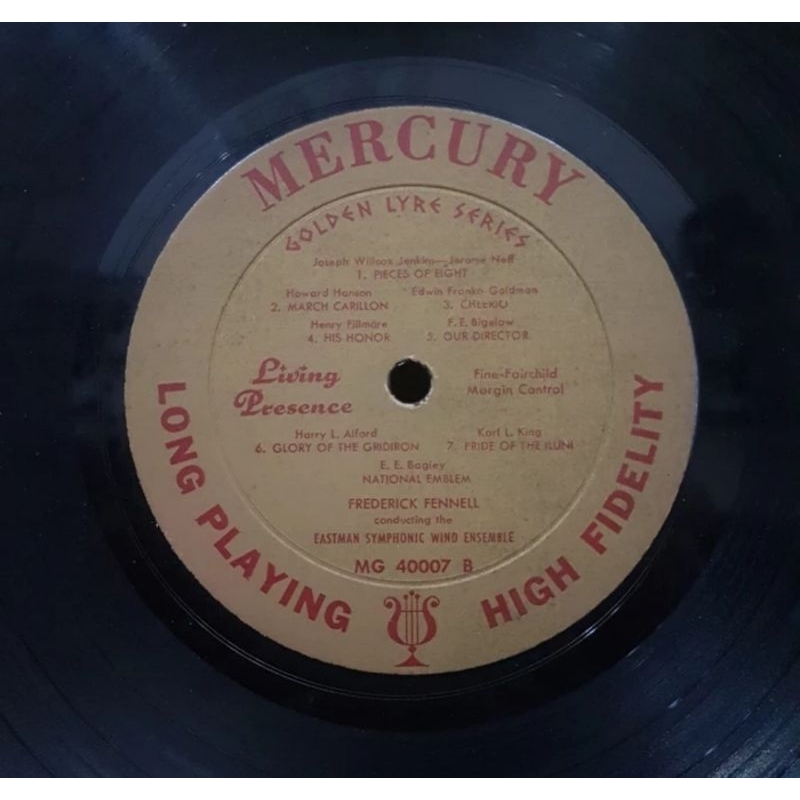 MERCURY
GOLDEN LYRE SERIES
Joseph Willcox Jenkins—Jerome Neff
1. PIECES OF EIGHT
Howard Hanson Edwin Franko Goldman
2. MARCH CARILLON 3. CHEERIO
Henry Fillmore F. E. Bigelow
4. HIS HONOR 5. OUR DIRECTOR
Living Fine-Fairchild
Presence Margin Control
Harry L. Alford Karl L. King
6. GLORY OF THE GRIDIRON 7. PRIDE OF THE ILLINI
E. E. Bagley
NATIONAL EMBLEM
FREDERICK FENNELL
conducting the
EASTMAN SYMPHONIC WIND ENSEMBLE
MG 40007 B
LONG PLAYING HIGH FIDELITY